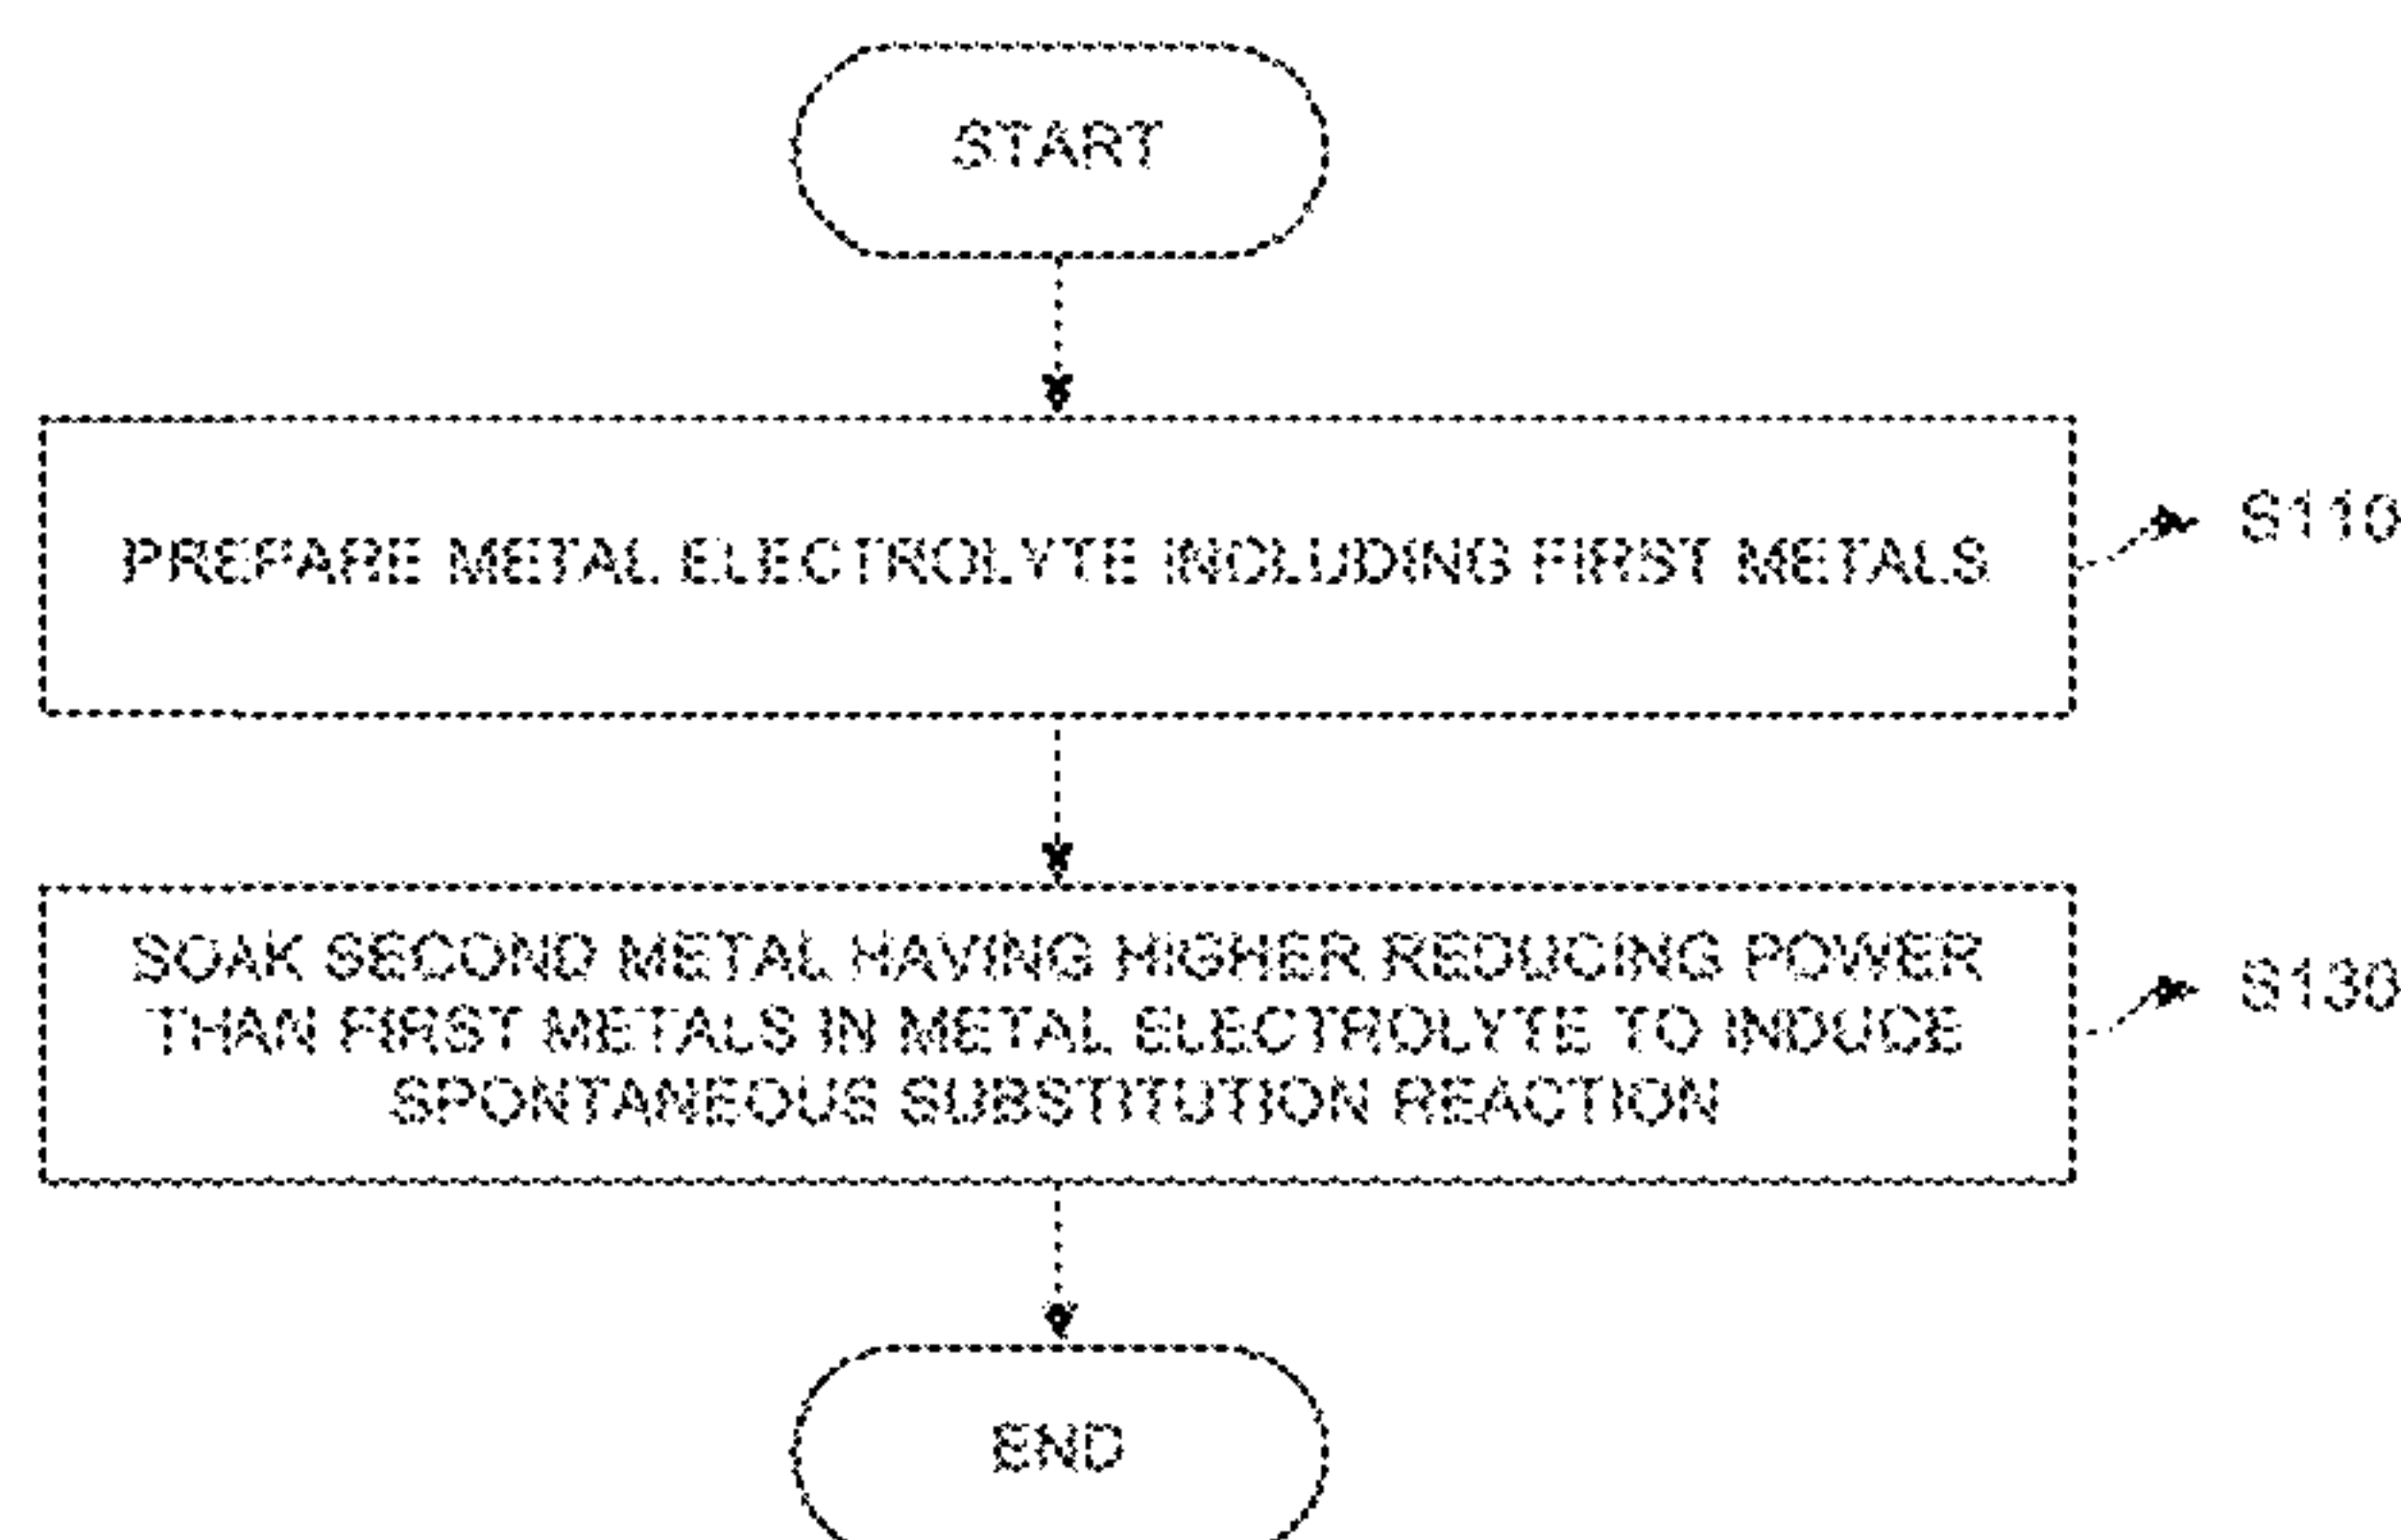 START
PREPARE METAL ELECTROLYTE INCLUDING FIRST METALS
S110
SOAK SECOND METAL HAVING HIGHER REDUCING POWER
THAN FIRST METALS IN METAL ELECTROLYTE TO INDUCE
SPONTANEOUS SUBSTITUTION REACTION
S130
END